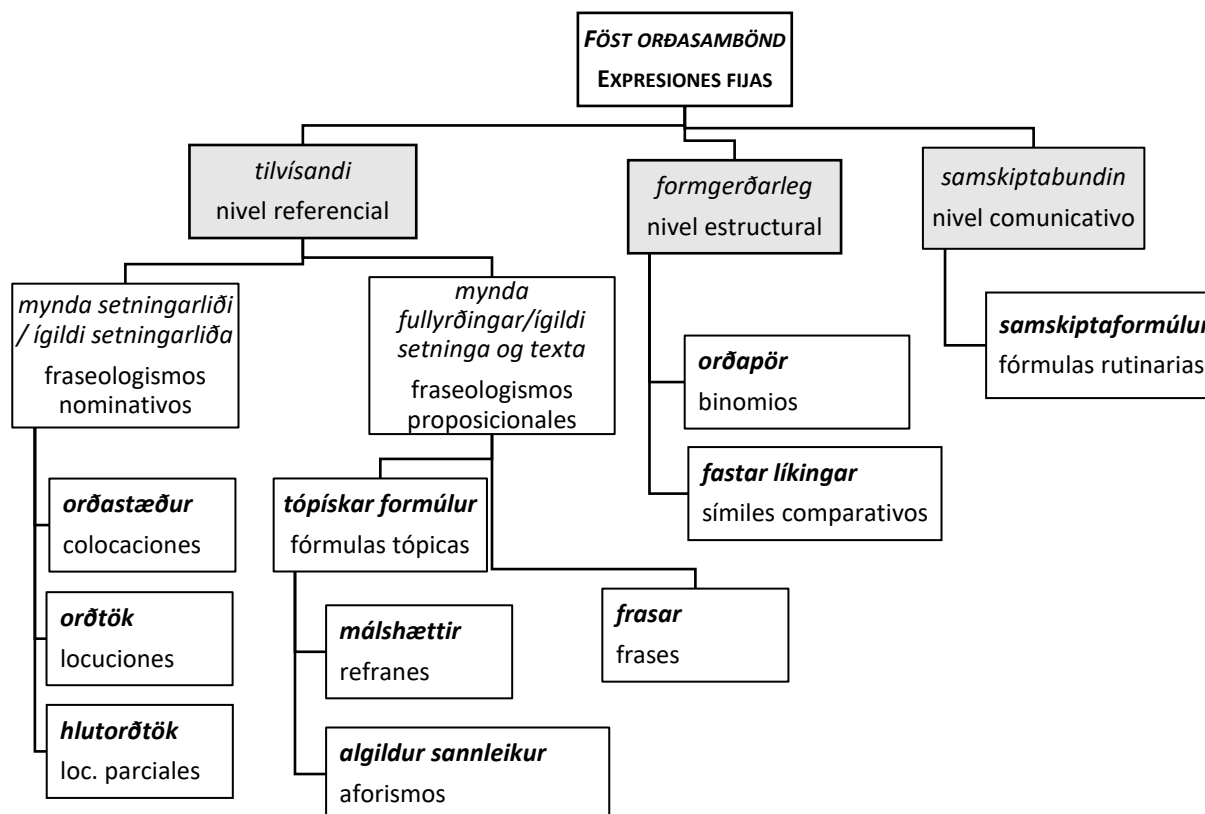 FÖST ORÐASAMBÖND
EXPRESIONES FIJAS
tilvísandi
nivel referencial
formgerðarleg
nivel estructural
samskiptabundin
nivel comunicativo
mynda setningarliði
/ ígildi setningarliða
fraseologismos
nominativos
mynda
fullyrðingar/ígildi
setninga og texta
fraseologismos
proposicionales
samskiptaformúlur
fórmulas rutinarias
orðapör
binomios
fastar líkingar
símiles comparativos
orðastæður
colocaciones
tópískar formúlur
fórmulas tópicas
orðtök
locuciones
málshættir
refranes
frasar
frases
hlutorðtök
loc. parciales
algildur sannleikur
aforismos